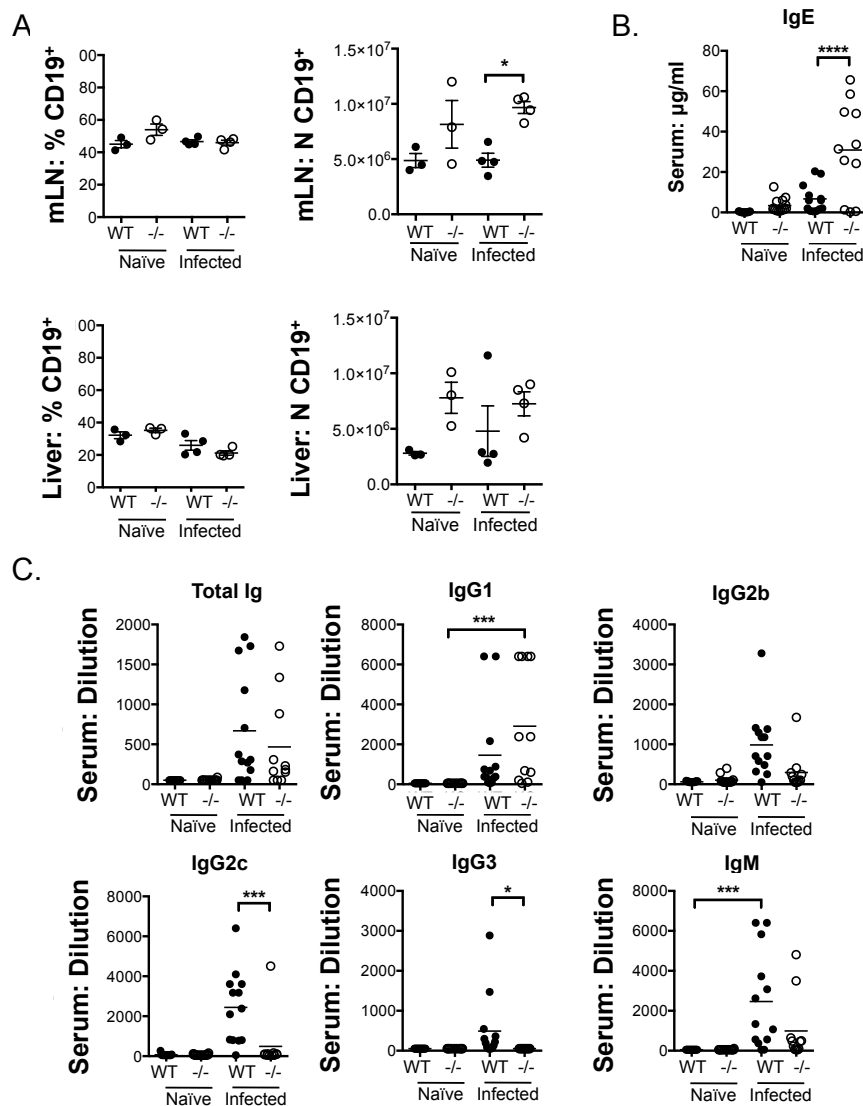 A
mLN: % CD19+
00
80
60
40
20
0
WT -/- WT -/-
Naïve Infected
mLN: N CD19+
1.5×10⁷
1.0×10⁷
5.0×10⁶
0.0
*
WT -/- WT -/-
Naïve Infected
B.
IgE
Serum: µg/ml
80
60
40
20
0
****
WT -/- WT -/-
Naïve Infected
Liver: % CD19+
00
80
60
40
20
0
WT -/- WT -/-
Naïve Infected
Liver: N CD19+
1.5×10⁷
1.0×10⁷
5.0×10⁶
0.0
WT -/- WT -/-
Naïve Infected
C.
Total Ig
Serum: Dilution
2000
1500
1000
500
0
WT -/- WT -/-
Naïve Infected
IgG1
Serum: Dilution
8000
6000
4000
2000
0
***
WT -/- WT -/-
Naïve Infected
IgG2b
Serum: Dilution
4000
3000
2000
1000
0
WT -/- WT -/-
Naïve Infected
IgG2c
Serum: Dilution
8000
6000
4000
2000
0
***
WT -/- WT -/-
Naïve Infected
IgG3
Serum: Dilution
4000
3000
2000
1000
0
*
WT -/- WT -/-
Naïve Infected
IgM
Serum: Dilution
8000
6000
4000
2000
0
***
WT -/- WT -/-
Naïve Infected